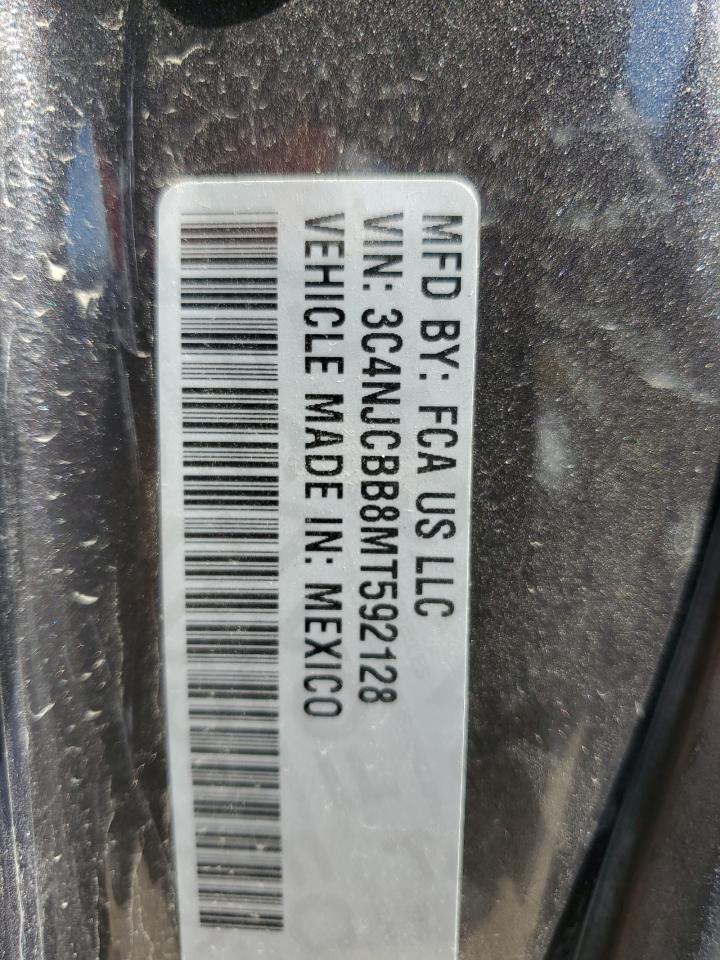 MFD BY: FCA US LLC
VIN: 3C4NJCBB8MT592128
VEHICLE MADE IN: MEXICO